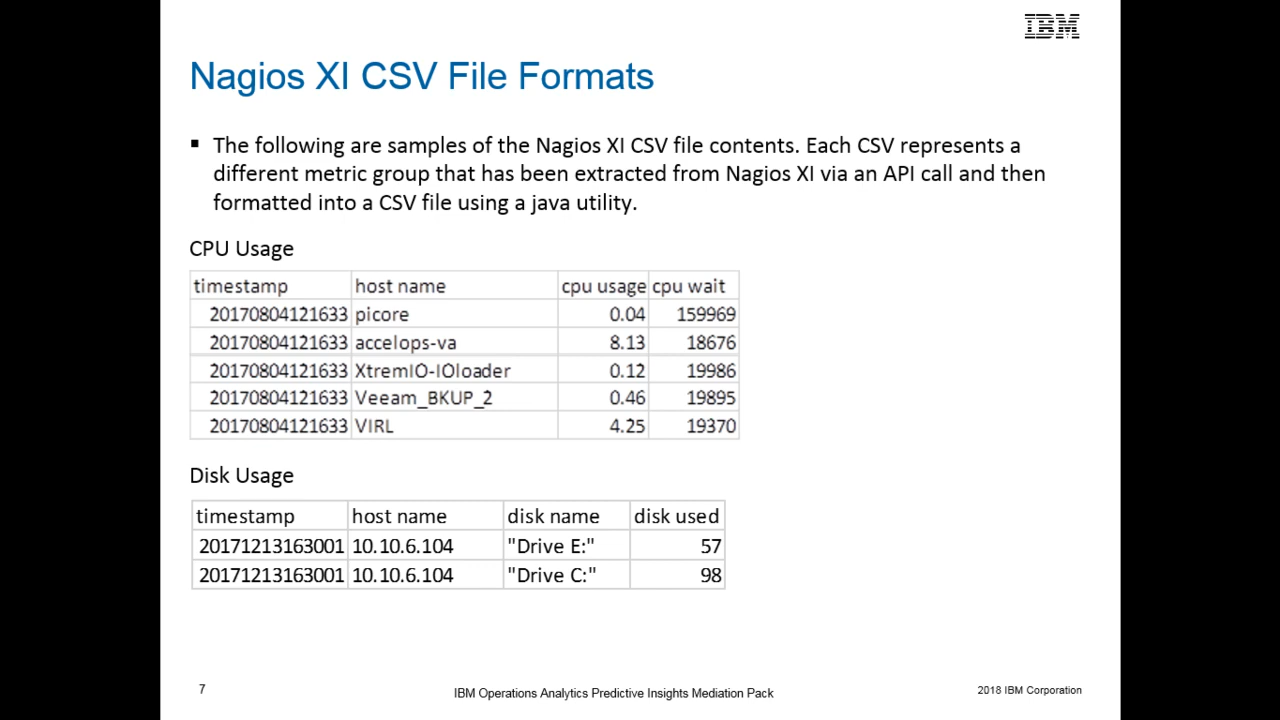 IBM
Nagios XI CSV File Formats
▪ The following are samples of the Nagios XI CSV file contents. Each CSV represents a
different metric group that has been extracted from Nagios XI via an API call and then
formatted into a CSV file using a java utility.
CPU Usage
timestamp host name cpu usage cpu wait
20170804121633 picore 0.04 159969
20170804121633 accelops-va 8.13 18676
20170804121633 XtremIO-IOloader 0.12 19986
20170804121633 Veeam_BKUP_2 0.46 19895
20170804121633 VIRL 4.25 19370
Disk Usage
timestamp host name disk name disk used
20171213163001 10.10.6.104 "Drive E:" 57
20171213163001 10.10.6.104 "Drive C:" 98
7 IBM Operations Analytics Predictive Insights Mediation Pack 2018 IBM Corporation